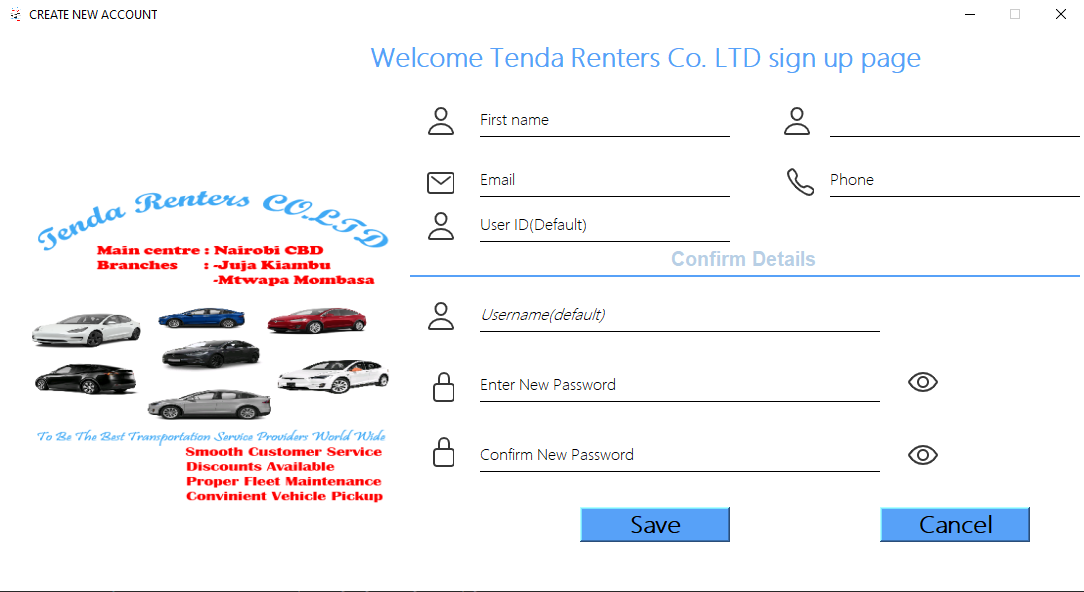 CREATE NEW ACCOUNT
Welcome Tenda Renters Co. LTD sign up page
First name
Email
Phone
User ID(Default)
Confirm Details
Username(default)
Enter New Password
Confirm New Password
Save
Cancel
Tenda Renters CO.LTD
Main centre : Nairobi CBD
Branches : -Juja Kiambu
-Mtwapa Mombasa
To Be The Best Transportation Service Providers World Wide
Smooth Customer Service
Discounts Available
Proper Fleet Maintenance
Convinient Vehicle Pickup